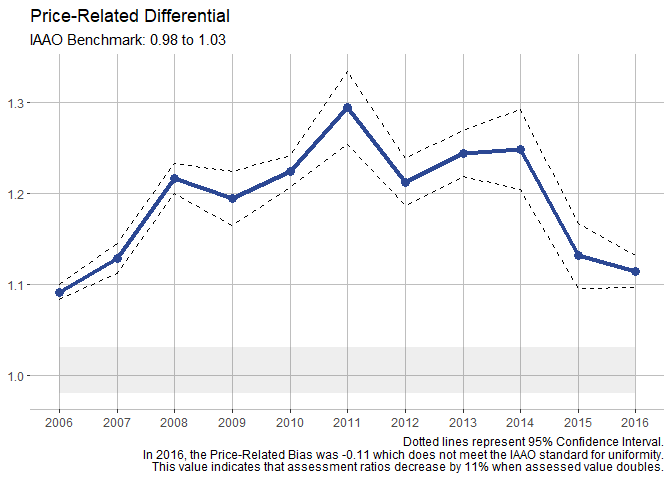 Price-Related Differential
IAAO Benchmark: 0.98 to 1.03
1.3
1.2
1.1
1.0
2006 2007 2008 2009 2010 2011 2012 2013 2014 2015 2016
Dotted lines represent 95% Confidence Interval.
In 2016, the Price-Related Bias was -0.11 which does not meet the IAAO standard for uniformity.
This value indicates that assessment ratios decrease by 11% when assessed value doubles.